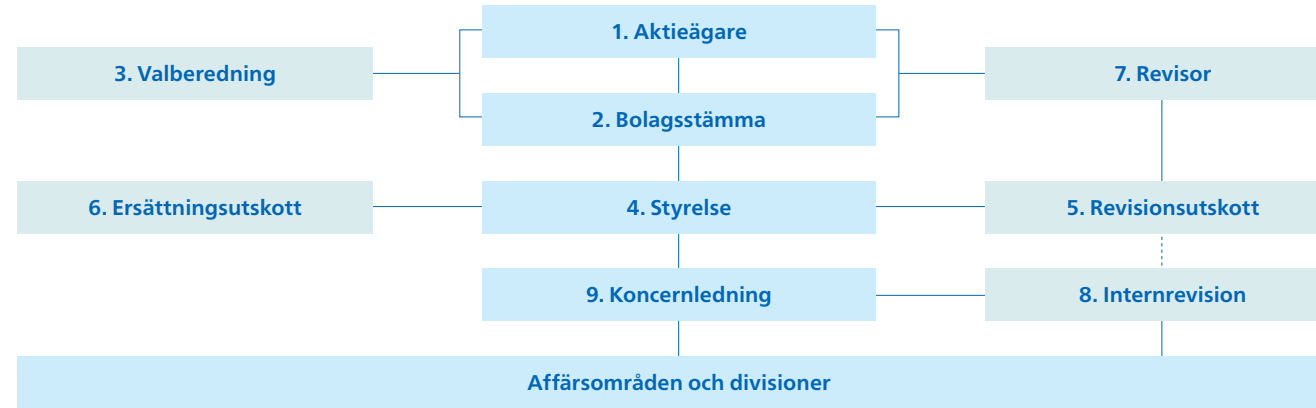 1. Aktieägare
3. Valberedning
7. Revisor
2. Bolagsstämma
6. Ersättningsutskott
4. Styrelse
5. Revisionsutskott
9. Koncernledning
8. Internrevision
Affärsområden och divisioner